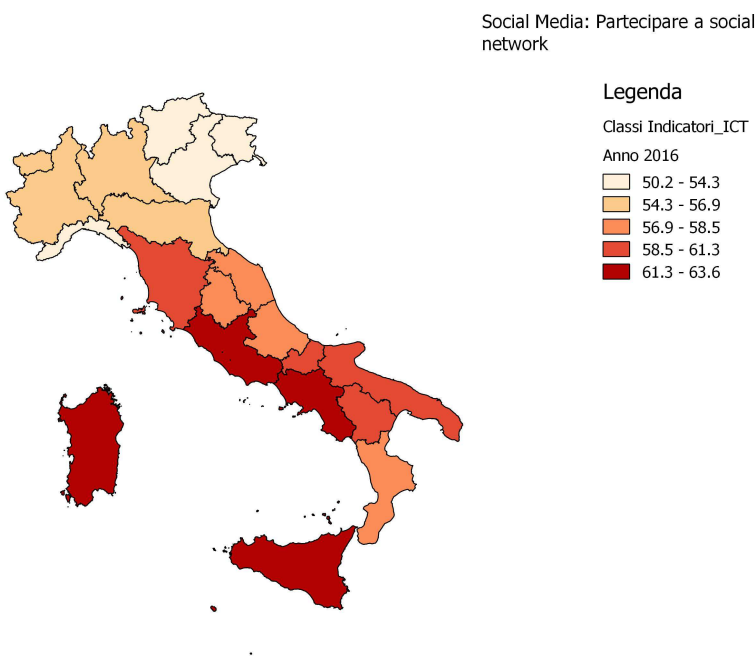 Social Media: Partecipare a social
network
Legenda
Classi Indicatori_ICT
Anno 2016
50.2 - 54.3
54.3 - 56.9
56.9 - 58.5
58.5 - 61.3
61.3 - 63.6